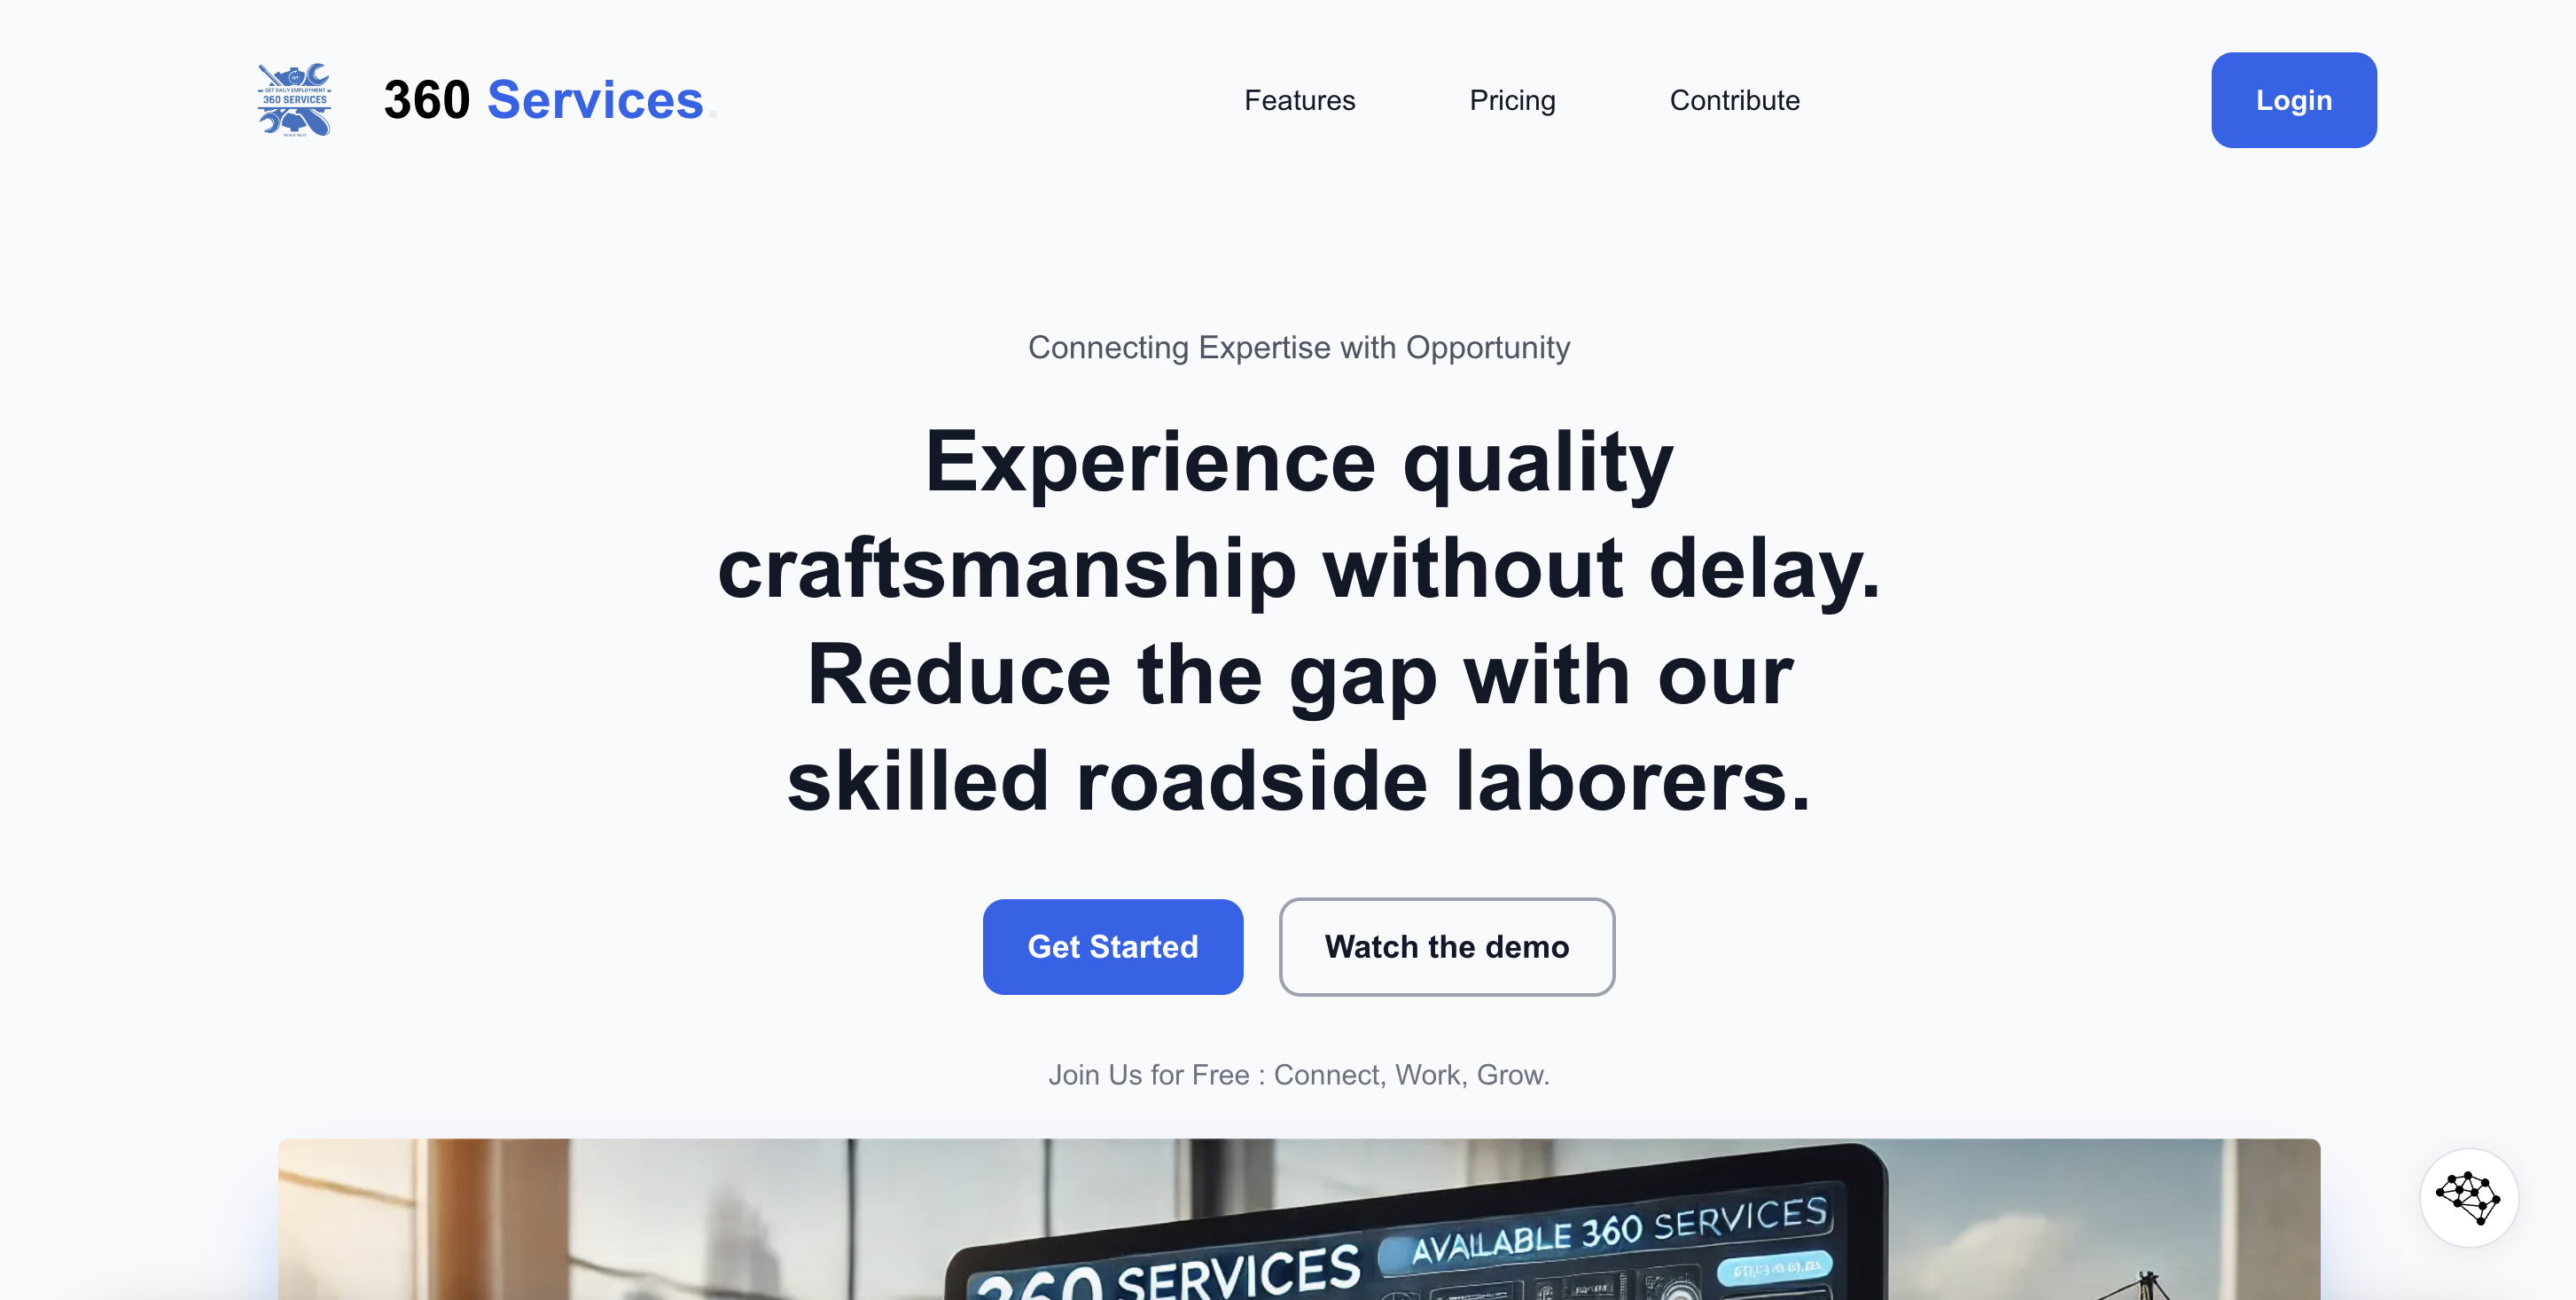 GET DAILY EMPLOYMENT
360 SERVICES
360 Services.
Features
Pricing
Contribute
Login
Connecting Expertise with Opportunity
Experience quality
craftsmanship without delay.
Reduce the gap with our
skilled roadside laborers.
Get Started
Watch the demo
Join Us for Free : Connect, Work, Grow.
360 SERVICES
AVAILABLE 360 SERVICES